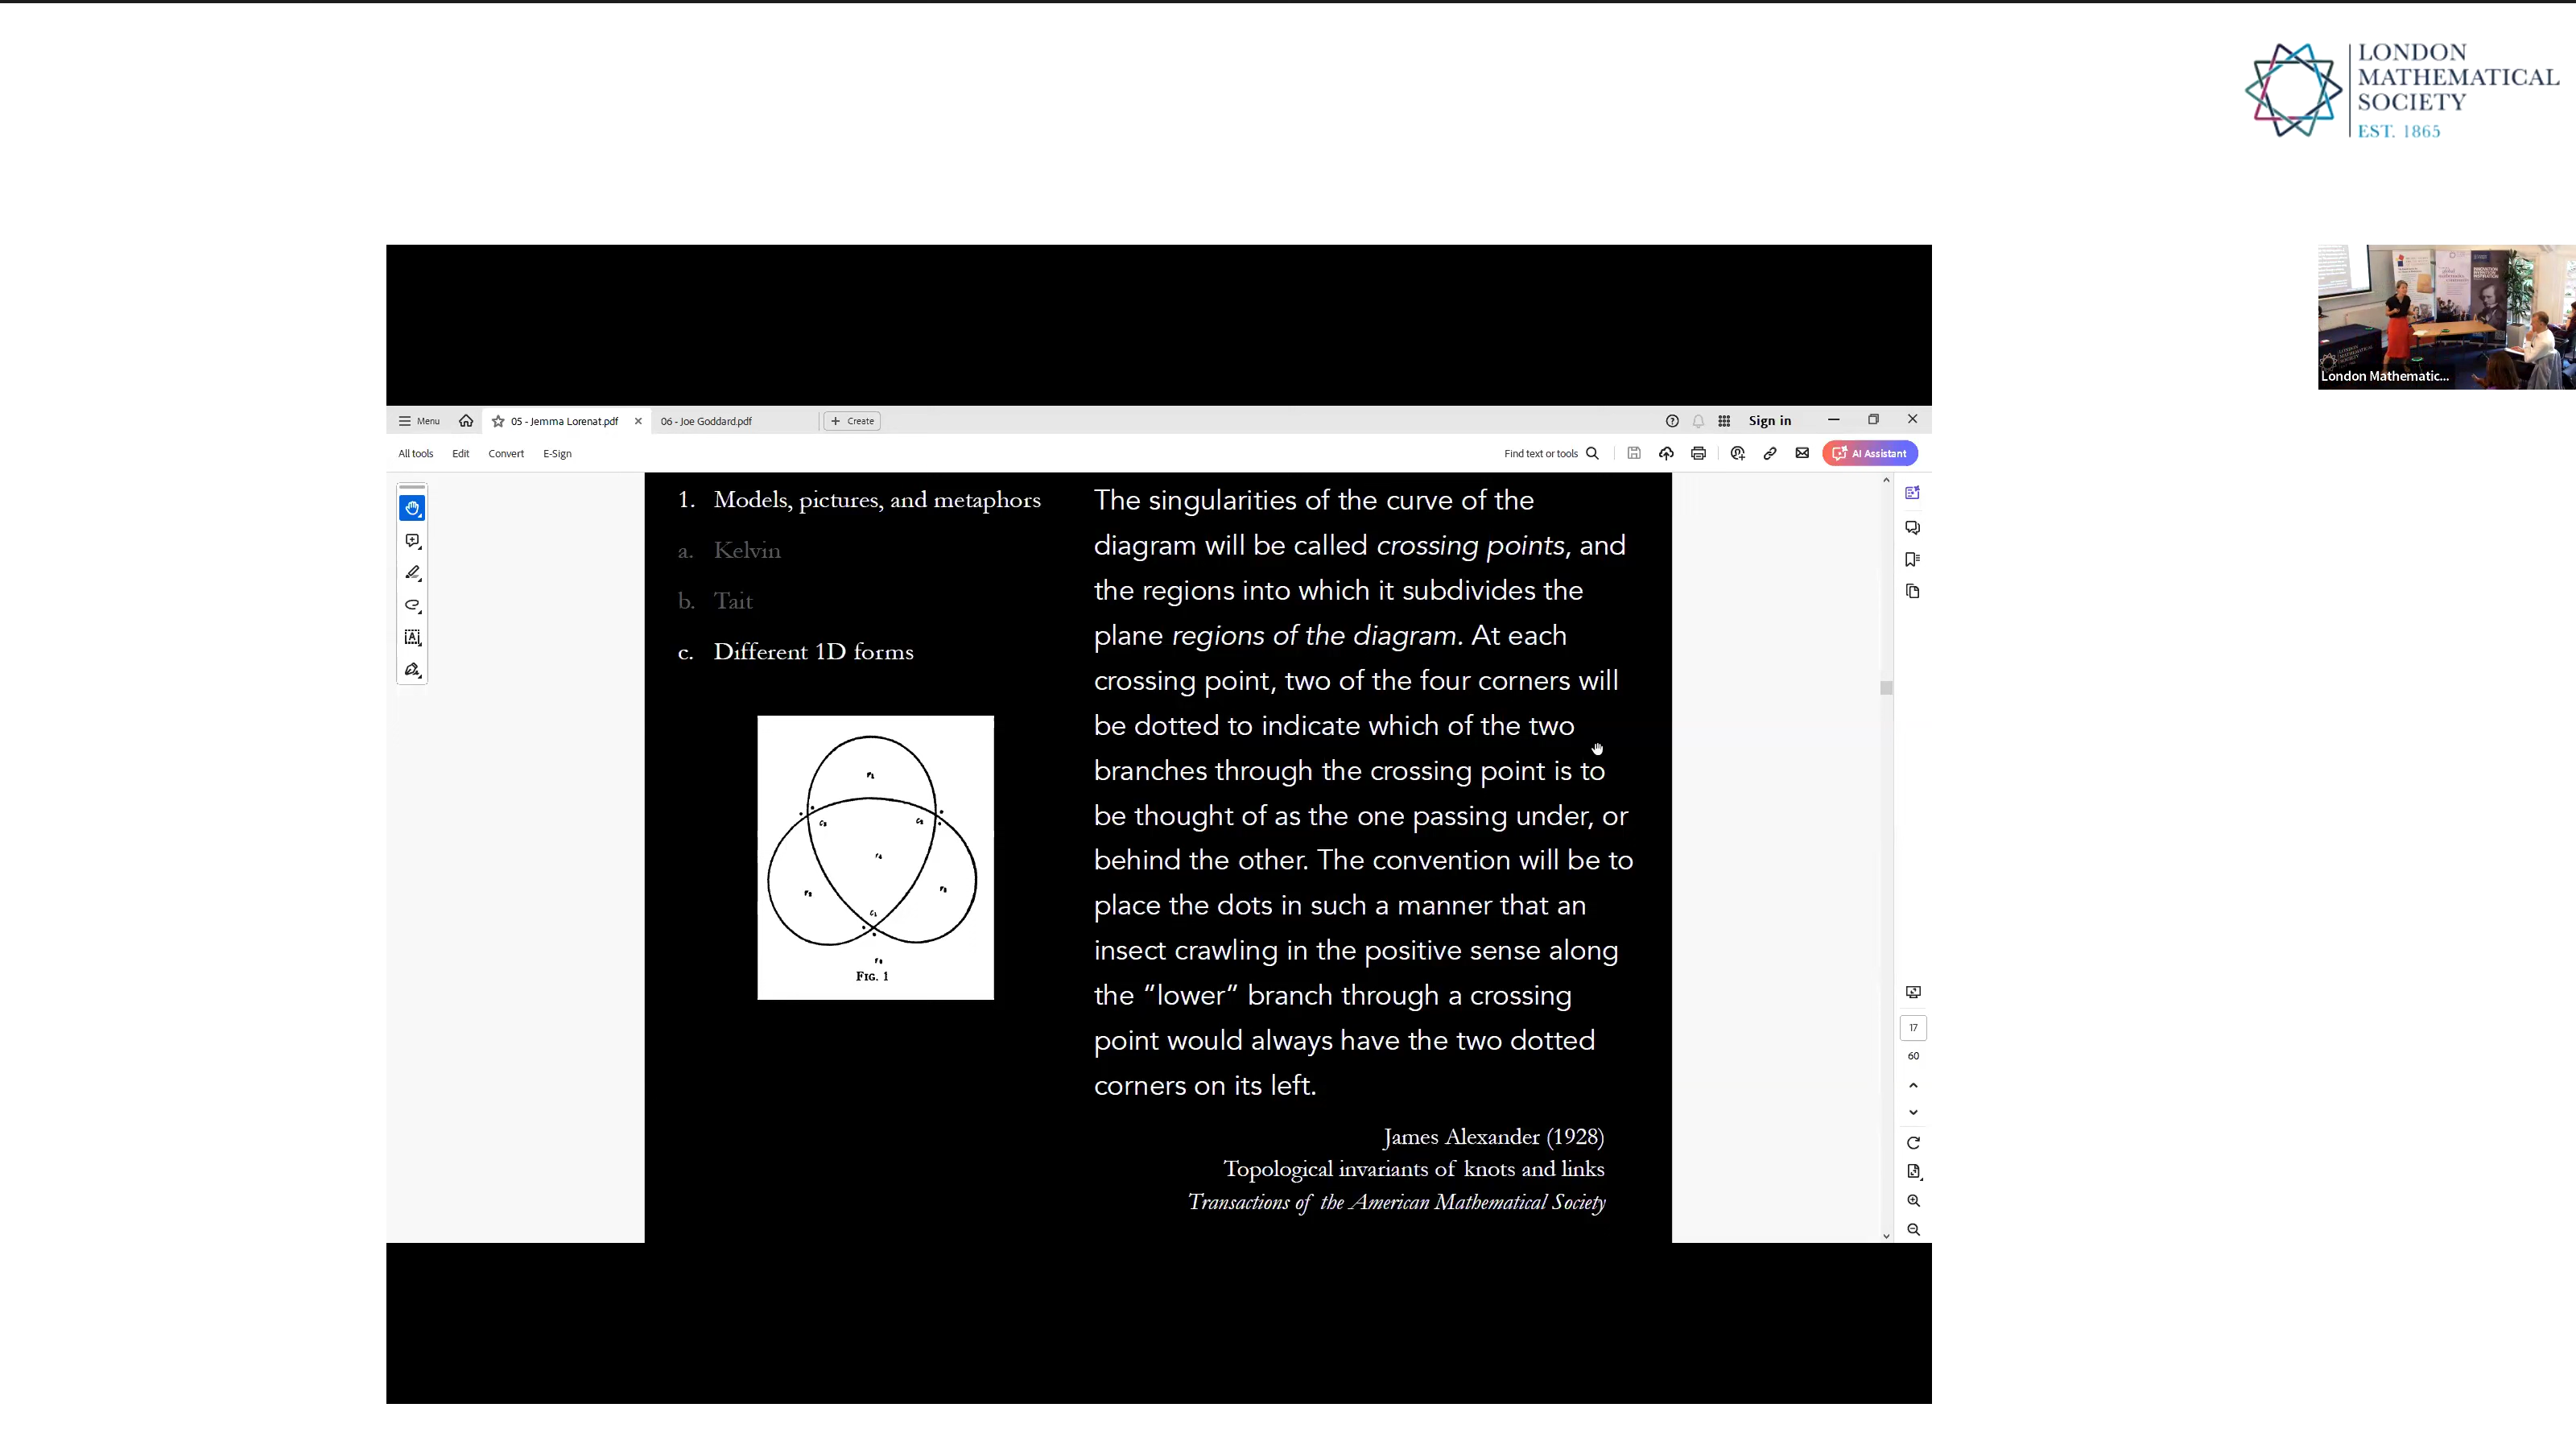 LONDON
MATHEMATICAL
SOCIETY
EST. 1865
London Mathematic...
Menu
05 - Jemma Lorenat.pdf
06 - Joe Goddard.pdf
Create
Sign in
All tools
Edit
Convert
E-Sign
Find text or tools
AI Assistant
1. Models, pictures, and metaphors
a. Kelvin
b. Tait
c. Different 1D forms
FIG. 1
The singularities of the curve of the
diagram will be called crossing points, and
the regions into which it subdivides the
plane regions of the diagram. At each
crossing point, two of the four corners will
be dotted to indicate which of the two
branches through the crossing point is to
be thought of as the one passing under, or
behind the other. The convention will be to
place the dots in such a manner that an
insect crawling in the positive sense along
the “lower” branch through a crossing
point would always have the two dotted
corners on its left.
James Alexander (1928)
Topological invariants of knots and links
Transactions of the American Mathematical Society
17
60